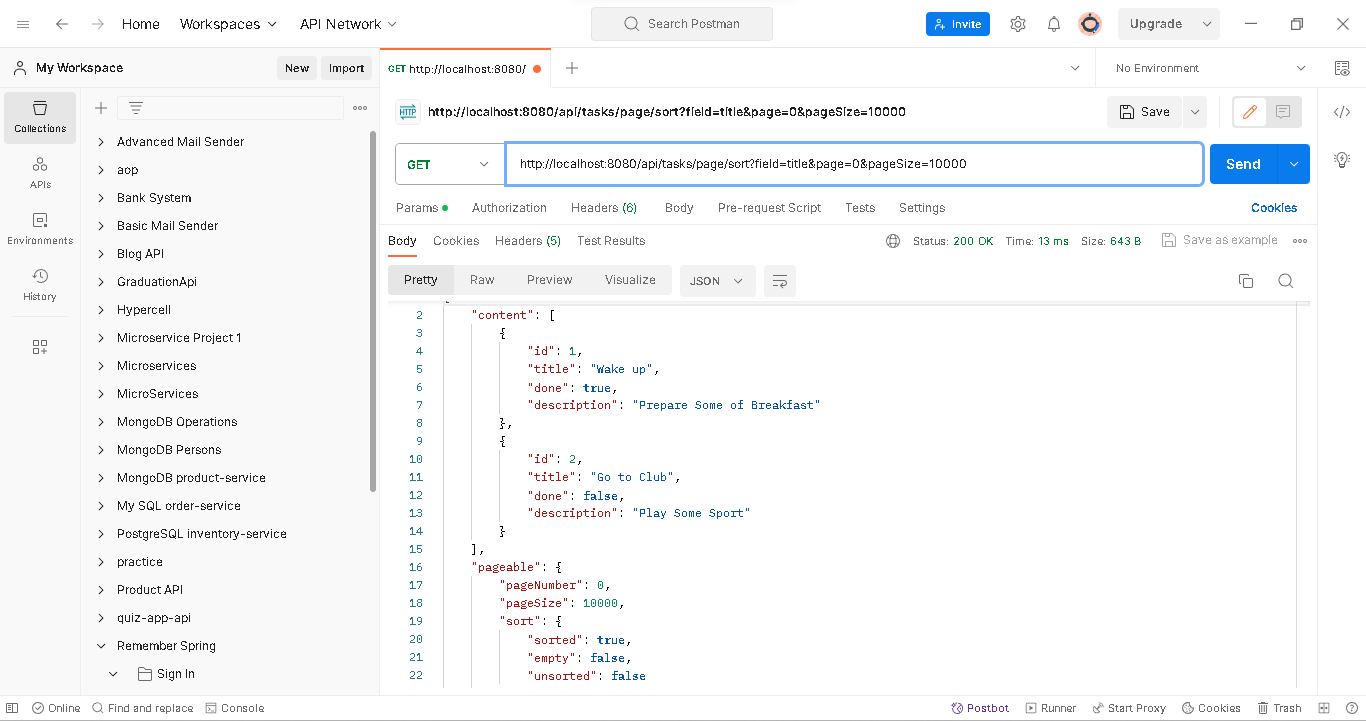 Home Workspaces API Network Search Postman Invite Upgrade
My Workspace New Import GET http://localhost:8080/ No Environment
Collections
APIs
Environments
History
Advanced Mail Sender
aop
Bank System
Basic Mail Sender
Blog API
GraduationApi
Hypercell
Microservice Project 1
Microservices
MicroServices
MongoDB Operations
MongoDB Persons
MongoDB product-service
My SQL order-service
PostgreSQL inventory-service
practice
Product API
quiz-app-api
Remember Spring
Sign In
HTTP http://localhost:8080/api/tasks/page/sort?field=title&page=0&pageSize=10000 Save
GET http://localhost:8080/api/tasks/page/sort?field=title&page=0&pageSize=10000 Send
Params Authorization Headers (6) Body Pre-request Script Tests Settings Cookies
Body Cookies Headers (5) Test Results Status: 200 OK Time: 13 ms Size: 643 B Save as example
Pretty Raw Preview Visualize JSON
2 "content": [
3 {
4 "id": 1,
5 "title": "Wake up",
6 "done": true,
7 "description": "Prepare Some of Breakfast"
8 },
9 {
10 "id": 2,
11 "title": "Go to Club",
12 "done": false,
13 "description": "Play Some Sport"
14 }
15 ],
16 "pageable": {
17 "pageNumber": 0,
18 "pageSize": 10000,
19 "sort": {
20 "sorted": true,
21 "empty": false,
22 "unsorted": false
Online Find and replace Console Postbot Runner Start Proxy Cookies Trash